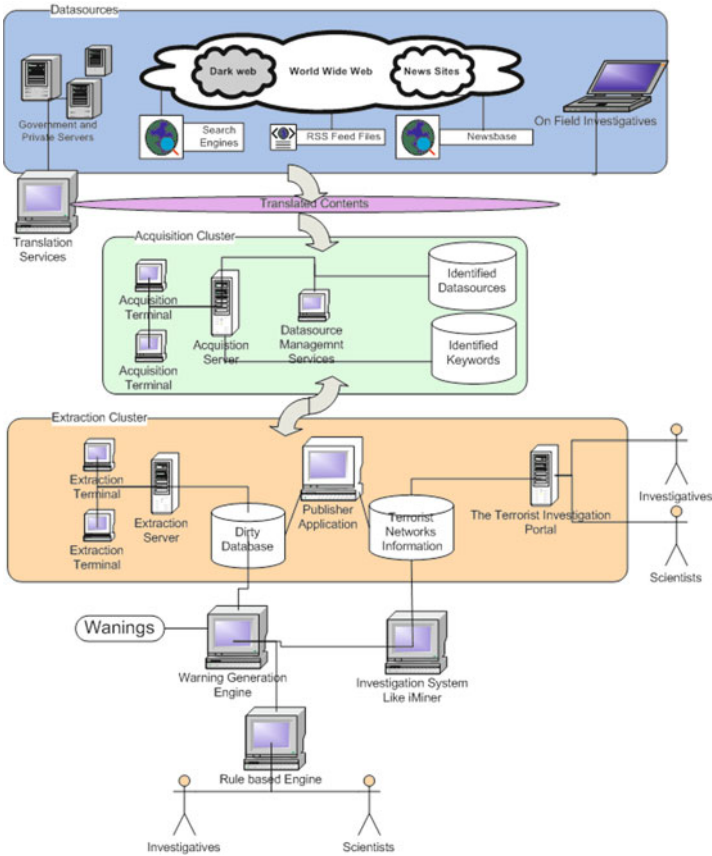 Datasources
Dark web
World Wide Web
News Sites
Government and
Private Servers
Search
Engines
RSS Feed Files
Newsbase
On Field Investigatives
Translation
Services
Translated Contents
Acquisition Cluster
Acquisition
Terminal
Acquisition
Terminal
Acquistion
Server
Datasource
Managemnt
Services
Identified
Datasources
Identified
Keywords
Extraction Cluster
Extraction
Terminal
Extraction
Terminal
Extraction
Server
Dirty
Database
Publisher
Application
Terrorist
Networks
Information
The Terrorist Investigation
Portal
Investigatives
Scientists
Wanings
Warning Generation
Engine
Investigation System
Like iMiner
Rule based Engine
Investigatives
Scientists